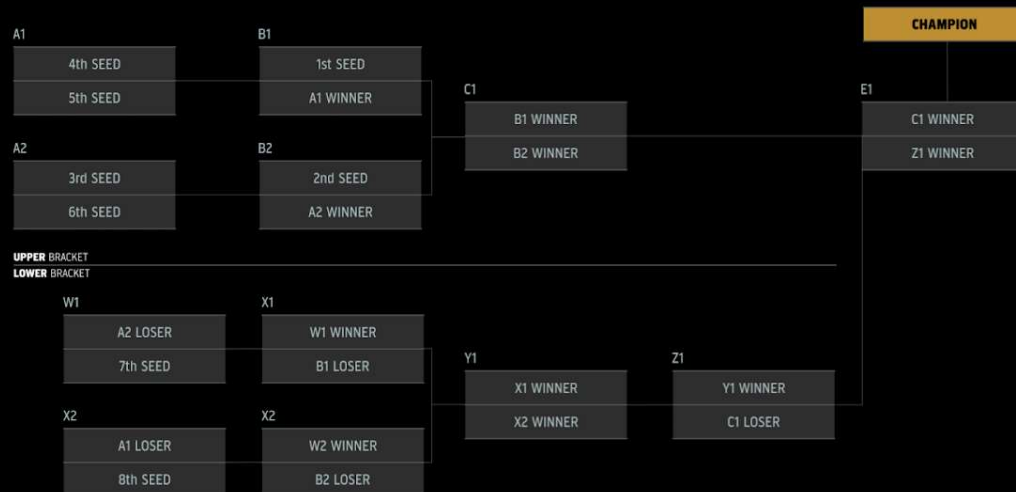 CHAMPION
A1
4th SEED
5th SEED
B1
1st SEED
A1 WINNER
C1
B1 WINNER
B2 WINNER
E1
C1 WINNER
Z1 WINNER
A2
3rd SEED
6th SEED
B2
2nd SEED
A2 WINNER
UPPER BRACKET
LOWER BRACKET
W1
A2 LOSER
7th SEED
X1
W1 WINNER
B1 LOSER
Y1
X1 WINNER
X2 WINNER
Z1
Y1 WINNER
C1 LOSER
X2
A1 LOSER
8th SEED
X2
W2 WINNER
B2 LOSER